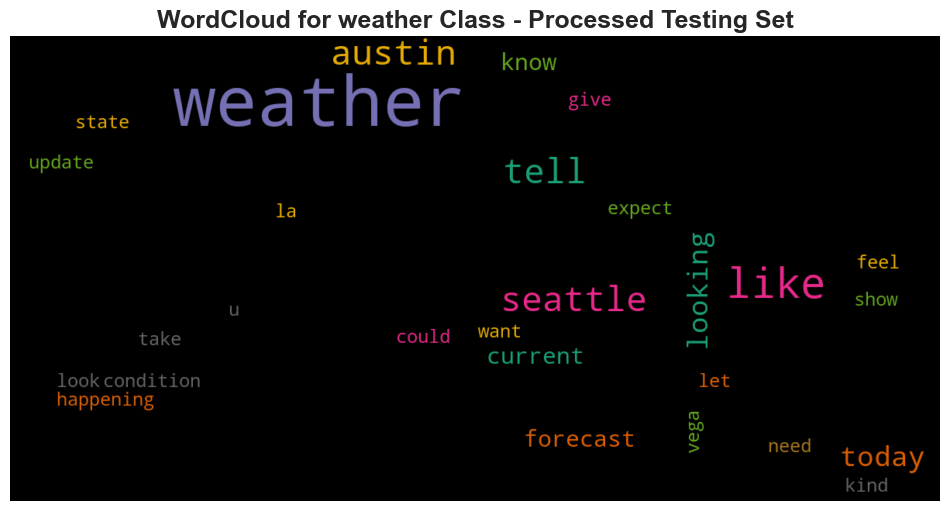 WordCloud for weather Class - Processed Testing Set
austin
know
weather
give
state
update
tell
la
expect
looking
feel
like
seattle
show
u
take
could
want
current
look condition
let
happening
vega
forecast
need
today
kind